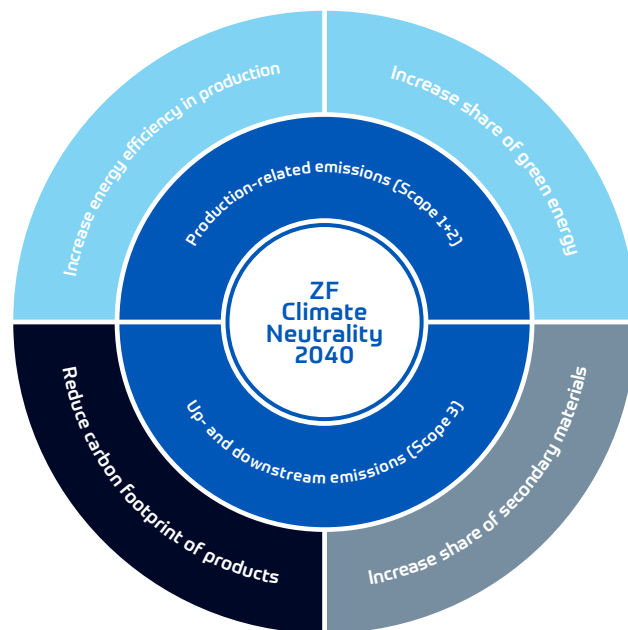 Increase energy efficiency in production
Increase share of green energy
Production-related emissions (Scope 1+2)
ZF
Climate
Neutrality
2040
Up- and downstream emissions (Scope 3)
Reduce carbon footprint of products
Increase share of secondary materials